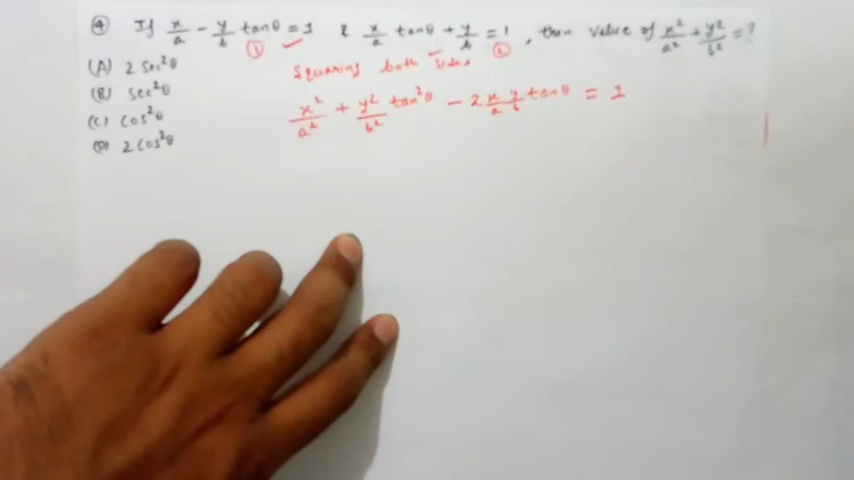 ④ If x/a - y/b tanθ = 1 & x/a tanθ + y/b = 1, then value of x²/a² + y²/b² = ?
① ②
(A) 2 sec²θ
(B) sec²θ
(C) cos²θ
(D) 2 cos²θ
Squaring both sides
x²/a² + y²/b² tan²θ - 2 x/a y/b tanθ = 1